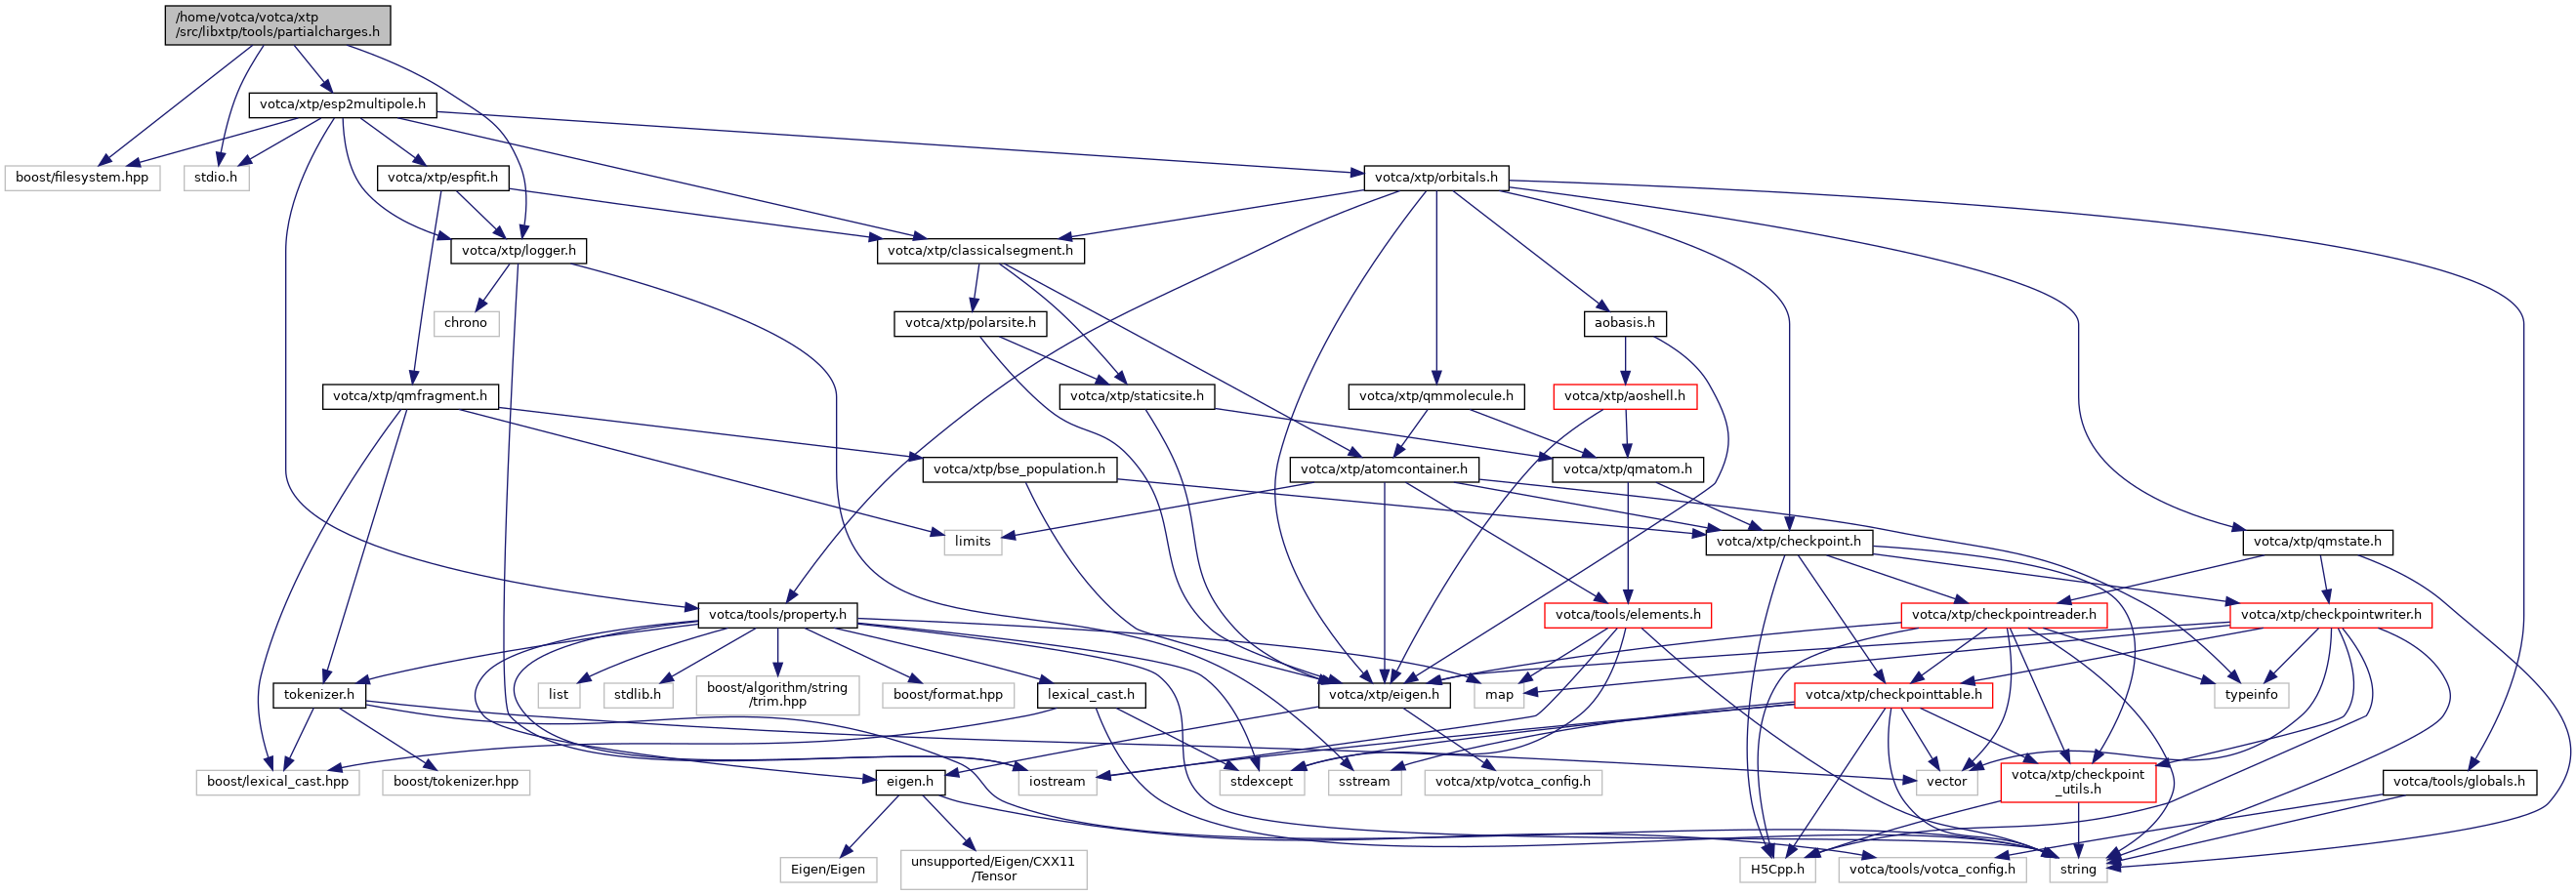 /home/votca/votca/xtp
/src/libxtp/tools/partialcharges.h
votca/xtp/esp2multipole.h
boost/filesystem.hpp
stdio.h
votca/xtp/espfit.h
votca/xtp/orbitals.h
votca/xtp/logger.h
votca/xtp/classicalsegment.h
chrono
votca/xtp/polarsite.h
aobasis.h
votca/xtp/qmfragment.h
votca/xtp/staticsite.h
votca/xtp/qmmolecule.h
votca/xtp/aoshell.h
votca/xtp/bse_population.h
votca/xtp/atomcontainer.h
votca/xtp/qmatom.h
limits
votca/xtp/checkpoint.h
votca/xtp/qmstate.h
votca/tools/property.h
votca/tools/elements.h
votca/xtp/checkpointreader.h
votca/xtp/checkpointwriter.h
tokenizer.h
list
stdlib.h
boost/algorithm/string
/trim.hpp
boost/format.hpp
lexical_cast.h
votca/xtp/eigen.h
map
votca/xtp/checkpointtable.h
typeinfo
boost/lexical_cast.hpp
boost/tokenizer.hpp
eigen.h
iostream
stdexcept
sstream
votca/xtp/votca_config.h
vector
votca/xtp/checkpoint
_utils.h
votca/tools/globals.h
Eigen/Eigen
unsupported/Eigen/CXX11
/Tensor
H5Cpp.h
votca/tools/votca_config.h
string